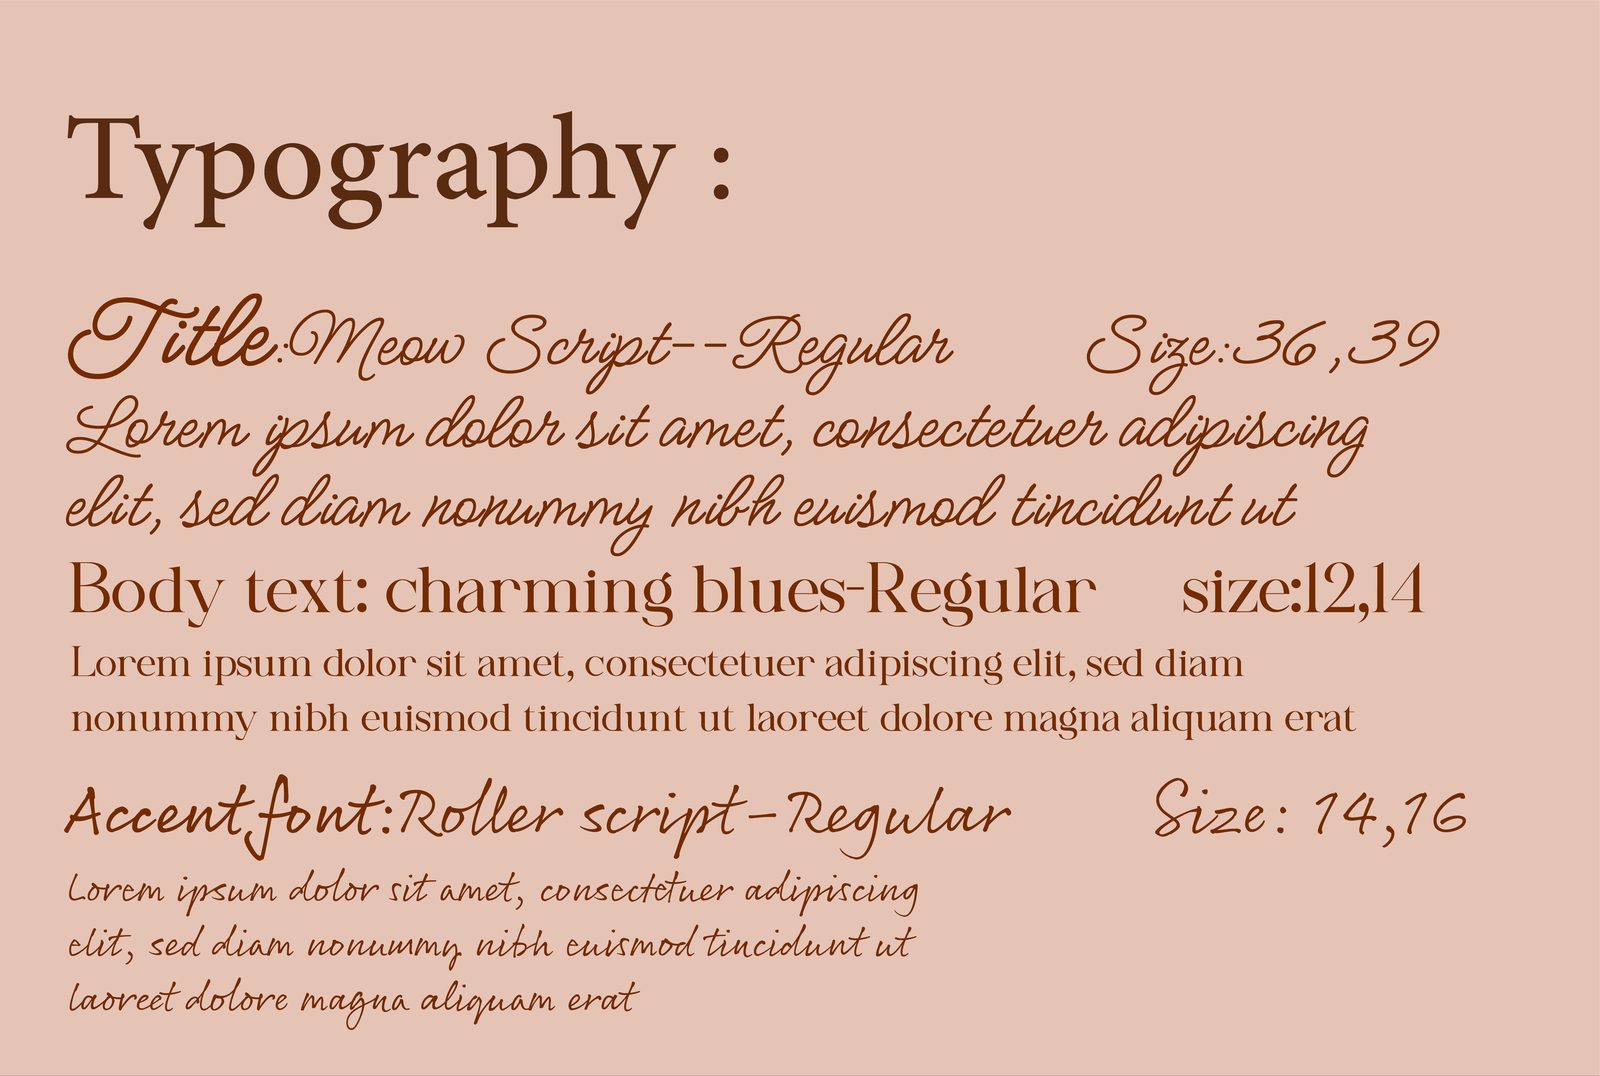 Typography :
Title:Meow Script--Regular Size:36,39
Lorem ipsum dolor sit amet, consectetuer adipiscing
elit, sed diam nonummy nibh euismod tincidunt ut
Body text: charming blues-Regular size:12,14
Lorem ipsum dolor sit amet, consectetuer adipiscing elit, sed diam
nonummy nibh euismod tincidunt ut laoreet dolore magna aliquam erat
Accent font:Roller script-Regular Size: 14,16
Lorem ipsum dolor sit amet, consectetuer adipiscing
elit, sed diam nonummy nibh euismod tincidunt ut
laoreet dolore magna aliquam erat